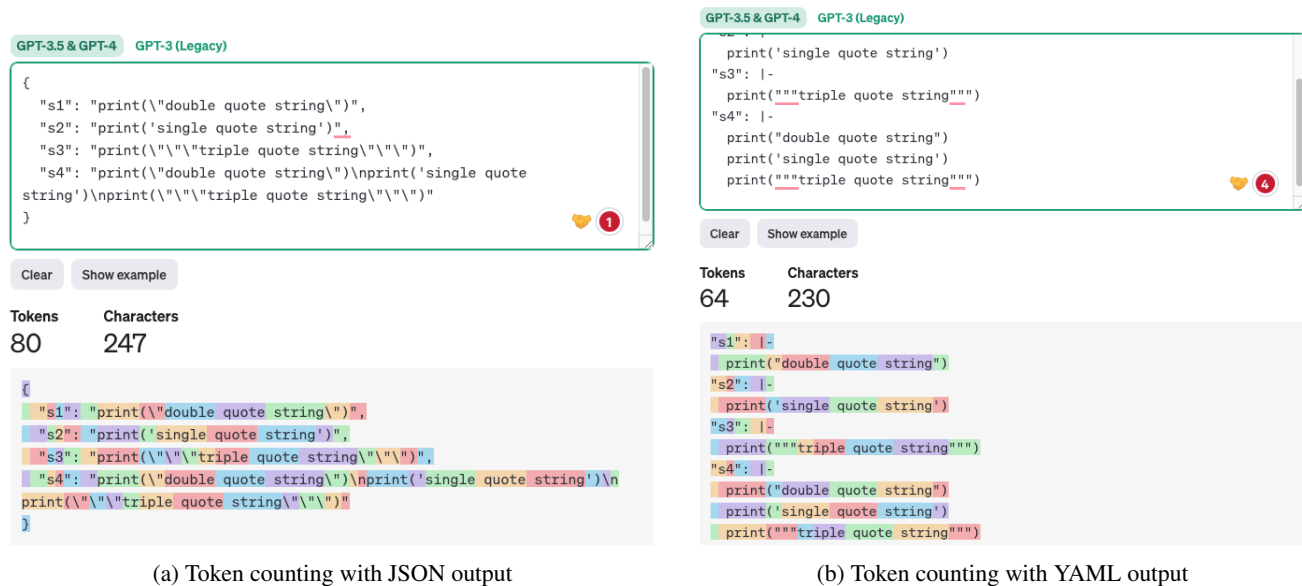 GPT-3.5 & GPT-4 GPT-3 (Legacy)
{
  "s1": "print(\"double quote string\")",
  "s2": "print('single quote string')",
  "s3": "print(\"\"\"triple quote string\"\"\")",
  "s4": "print(\"double quote string\")\nprint('single quote
string')\nprint(\"\"\"triple quote string\"\"\")"
}
1
Clear Show example
Tokens Characters
80 247
{
  "s1": "print(\"double quote string\")",
  "s2": "print('single quote string')",
  "s3": "print(\"\"\"triple quote string\"\"\")",
  "s4": "print(\"double quote string\")\nprint('single quote string')\n
print(\"\"\"triple quote string\"\"\")"
}
(a) Token counting with JSON output
GPT-3.5 & GPT-4 GPT-3 (Legacy)
"s2": |-
  print('single quote string')
"s3": |-
  print("""triple quote string""")
"s4": |-
  print("double quote string")
  print('single quote string')
  print("""triple quote string""")
4
Clear Show example
Tokens Characters
64 230
"s1": |-
  print("double quote string")
"s2": |-
  print('single quote string')
"s3": |-
  print("""triple quote string""")
"s4": |-
  print("double quote string")
  print('single quote string')
  print("""triple quote string""")
(b) Token counting with YAML output